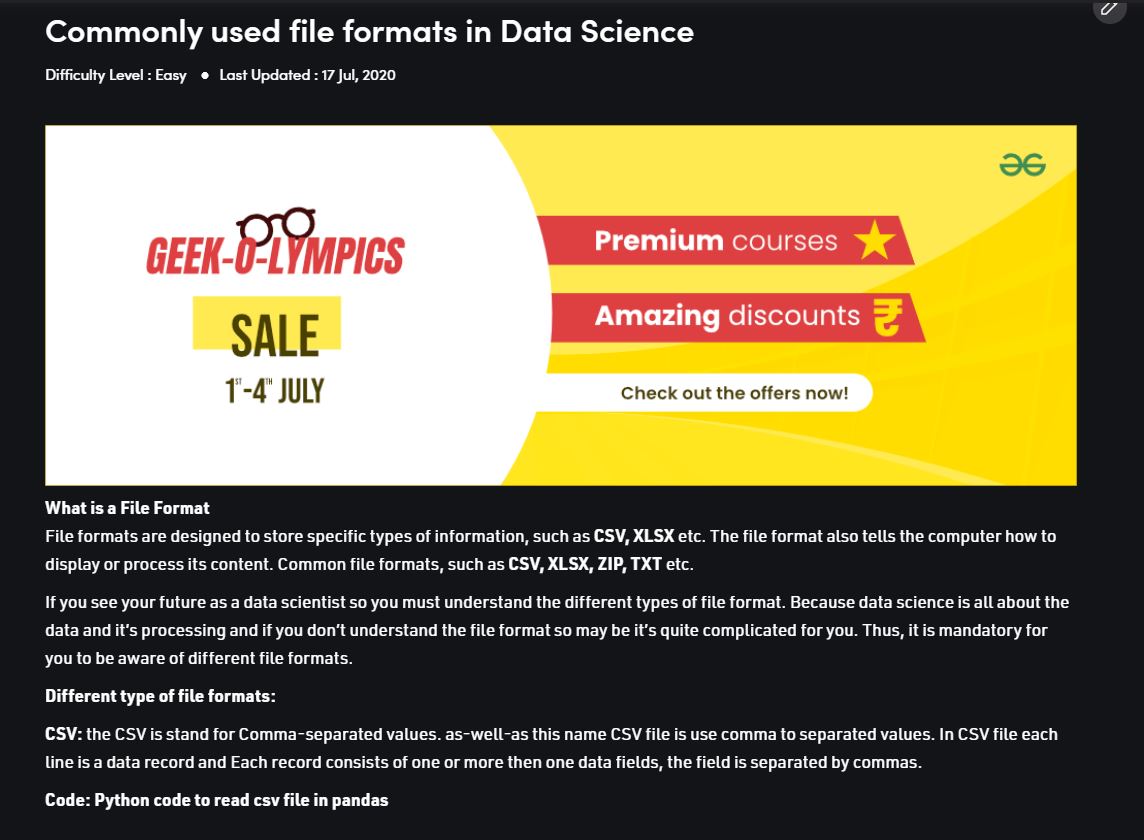 Commonly used file formats in Data Science
Difficulty Level : Easy ● Last Updated : 17 Jul, 2020
GEEK-O-LYMPICS
SALE
1ST-4TH JULY
Premium courses
Amazing discounts ₹
Check out the offers now!
What is a File Format
File formats are designed to store specific types of information, such as CSV, XLSX etc. The file format also tells the computer how to
display or process its content. Common file formats, such as CSV, XLSX, ZIP, TXT etc.
If you see your future as a data scientist so you must understand the different types of file format. Because data science is all about the
data and it’s processing and if you don’t understand the file format so may be it’s quite complicated for you. Thus, it is mandatory for
you to be aware of different file formats.
Different type of file formats:
CSV: the CSV is stand for Comma-separated values. as-well-as this name CSV file is use comma to separated values. In CSV file each
line is a data record and Each record consists of one or more then one data fields, the field is separated by commas.
Code: Python code to read csv file in pandas